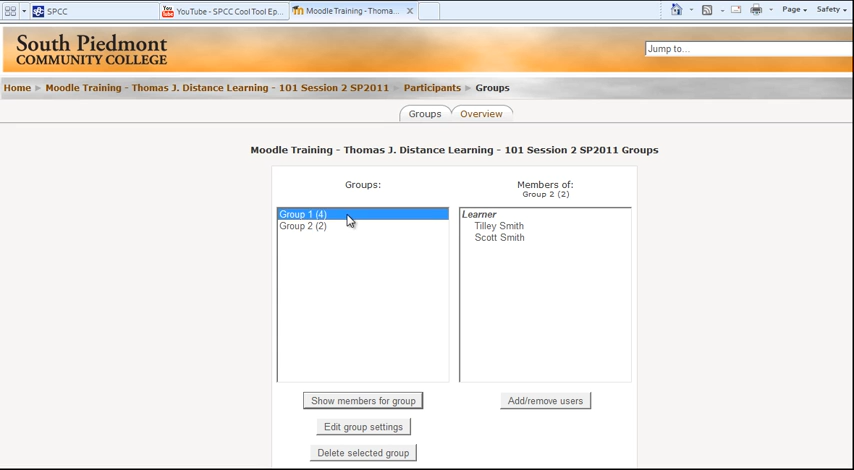 SPCC
You Tube
YouTube - SPCC Cool Tool Ep...
Moodle Training - Thoma...
Page
Safety
South Piedmont
COMMUNITY COLLEGE
Jump to...
Home ► Moodle Training - Thomas J. Distance Learning - 101 Session 2 SP2011 ► Participants ► Groups
Groups
Overview
Moodle Training - Thomas J. Distance Learning - 101 Session 2 SP2011 Groups
Groups:
Group 1 (4)
Group 2 (2)
Show members for group
Edit group settings
Delete selected group
Members of:
Group 2 (2)
Learner
Tilley Smith
Scott Smith
Add/remove users